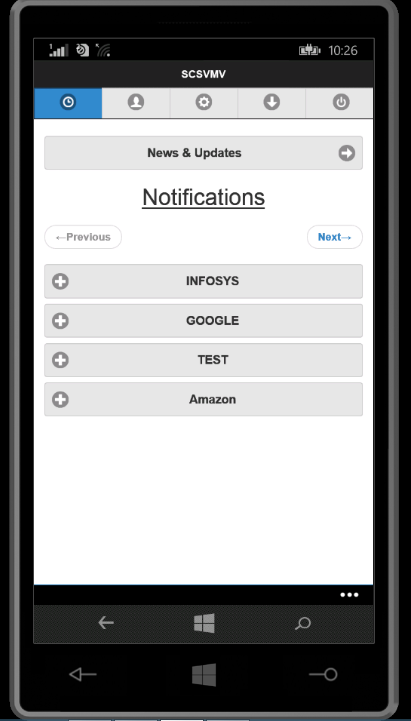 10:26
SCSVMV
News & Updates
Notifications
←Previous
Next→
INFOSYS
GOOGLE
TEST
Amazon